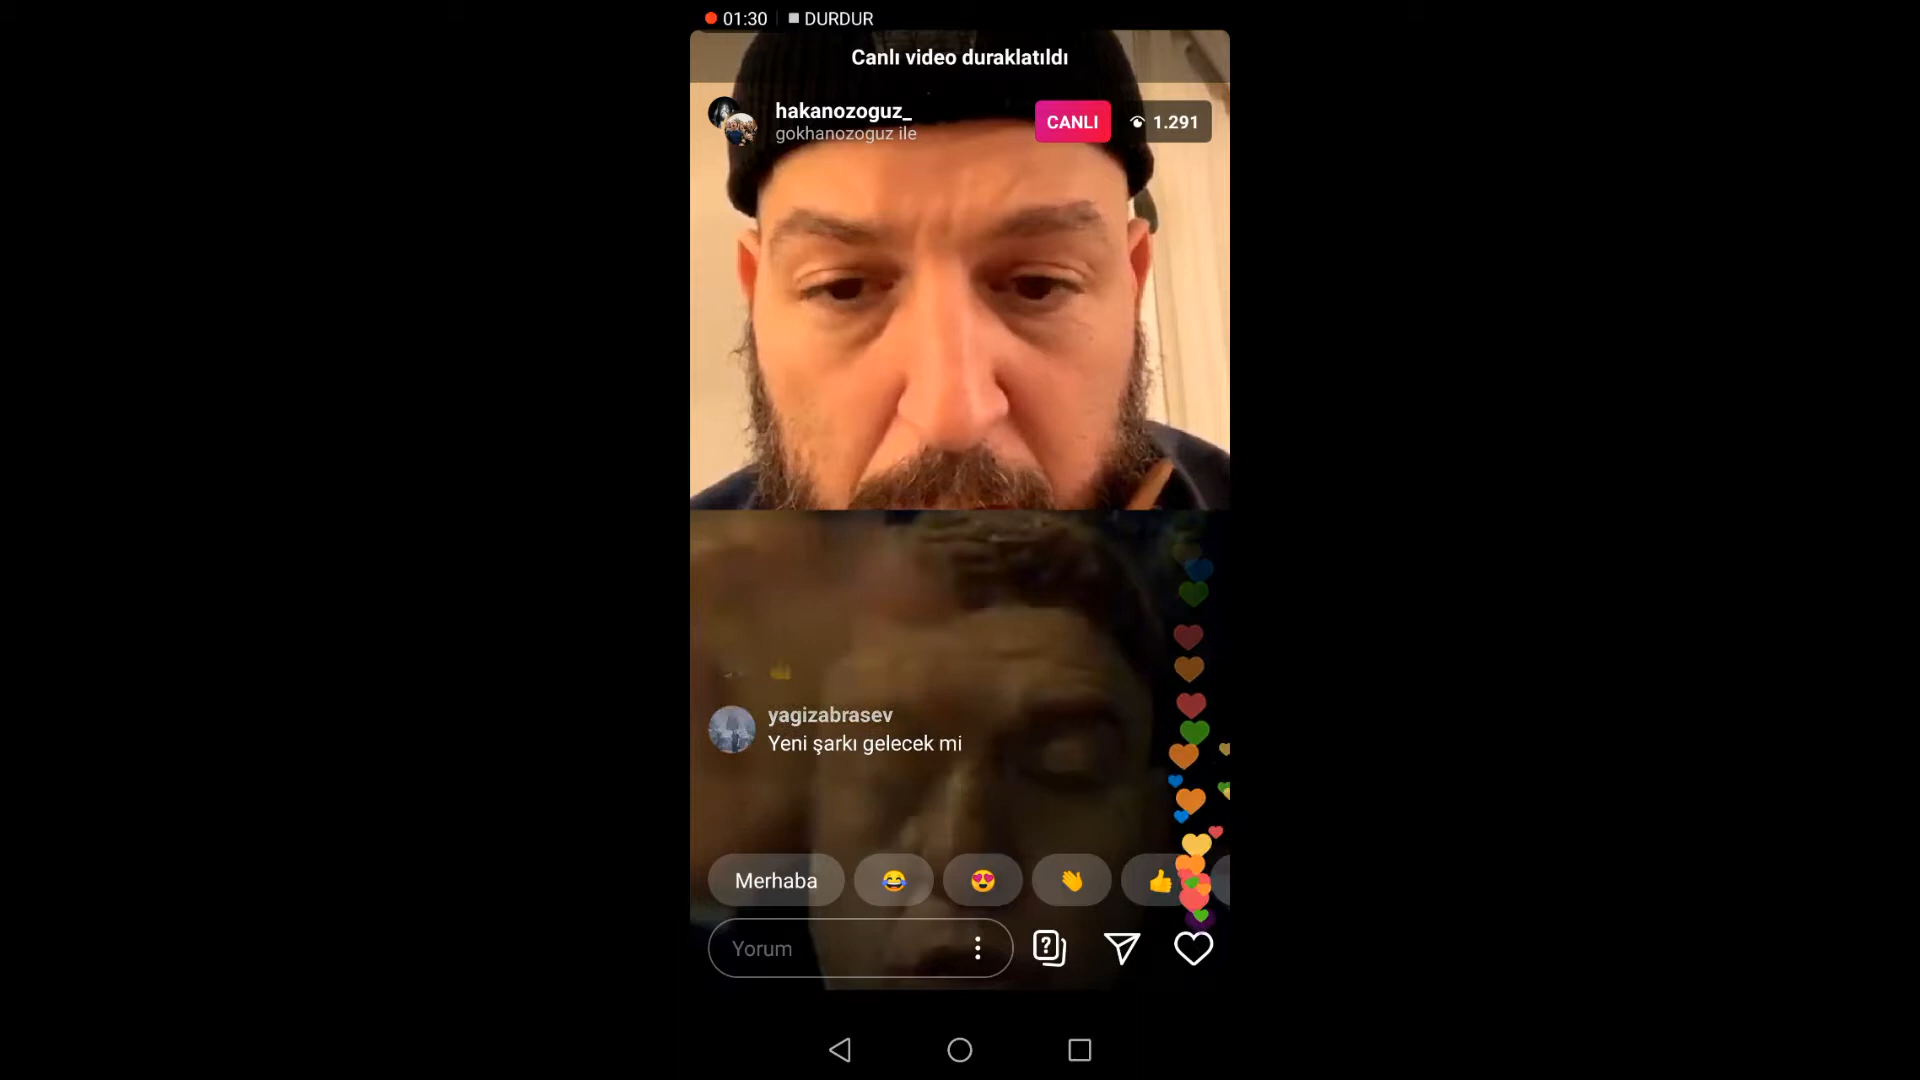 01:30 DURDUR
Canlı video duraklatıldı
hakanozoguz_
gokhanozoguz ile
CANLI
1.291
yagizabrasev
Yeni şarkı gelecek mi
Merhaba
Yorum